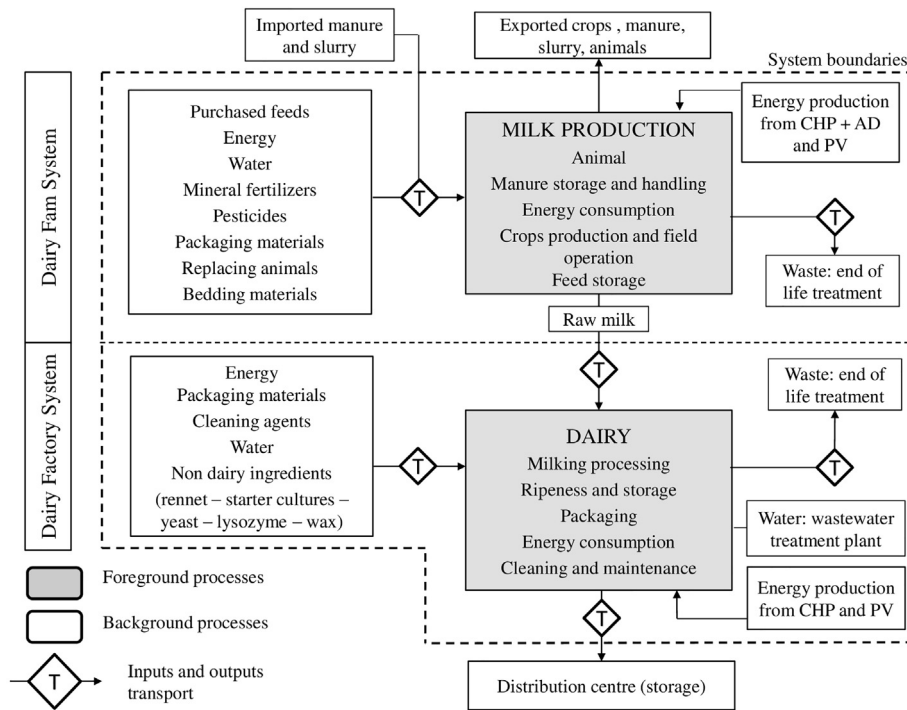 Imported manure
and slurry
Exported crops , manure,
slurry, animals
System boundaries
Dairy Fam System
Purchased feeds
Energy
Water
Mineral fertilizers
Pesticides
Packaging materials
Replacing animals
Bedding materials
T
MILK PRODUCTION
Animal
Manure storage and handling
Energy consumption
Crops production and field
operation
Feed storage
Energy production
from CHP + AD
and PV
T
Waste: end of
life treatment
Raw milk
T
Dairy Factory System
Energy
Packaging materials
Cleaning agents
Water
Non dairy ingredients
(rennet – starter cultures –
yeast – lysozyme – wax)
T
DAIRY
Milking processing
Ripeness and storage
Packaging
Energy consumption
Cleaning and maintenance
Waste: end of
life treatment
T
Water: wastewater
treatment plant
Energy production
from CHP and PV
T
Distribution centre (storage)
Foreground processes
Background processes
T
Inputs and outputs
transport